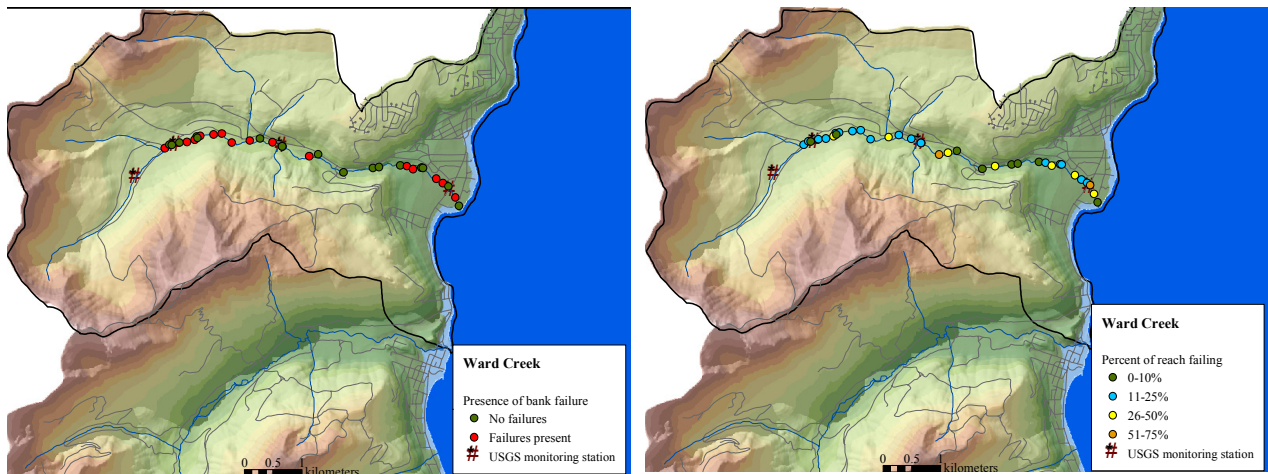 Ward Creek
Presence of bank failure
No failures
Failures present
USGS monitoring station
0 0.5 1
kilometers
Ward Creek
Percent of reach failing
0-10%
11-25%
26-50%
51-75%
USGS monitoring station
0 0.5 1
kilometers